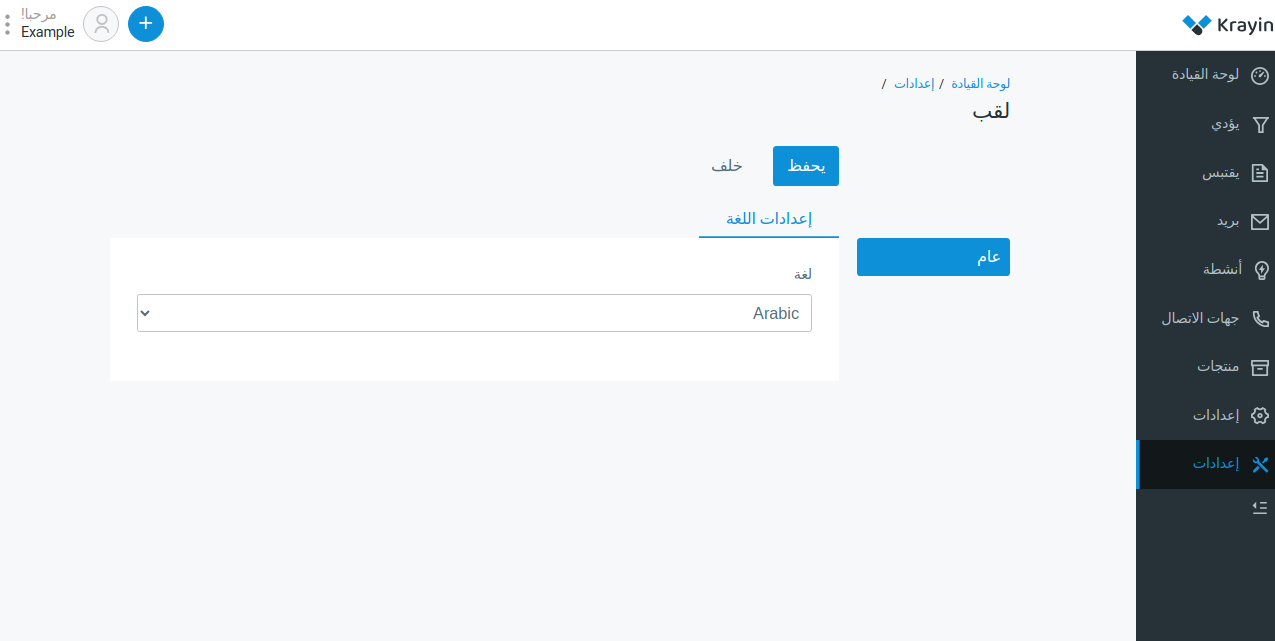 Krayin
مرحبا!
Example
+
لوحة القيادة
يؤدي
يقتبس
بريد
أنشطة
جهات الاتصال
منتجات
إعدادات
إعدادات
لوحة القيادة / إعدادات /
لقب
يحفظ
خلف
إعدادات اللغة
عام
لغة
Arabic